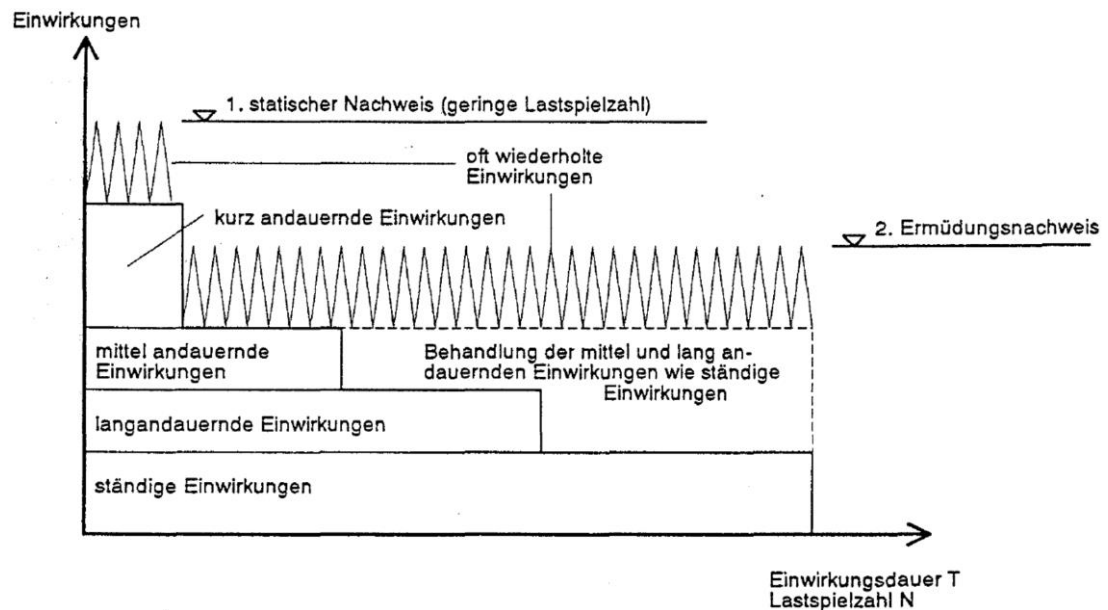 Einwirkungen
1. statischer Nachweis (geringe Lastspielzahl)
oft wiederholte
Einwirkungen
kurz andauernde Einwirkungen
2. Ermüdungsnachweis
mittel andauernde
Einwirkungen
Behandlung der mittel und lang an-
dauernden Einwirkungen wie ständige
Einwirkungen
langandauernde Einwirkungen
ständige Einwirkungen
Einwirkungsdauer T
Lastspielzahl N